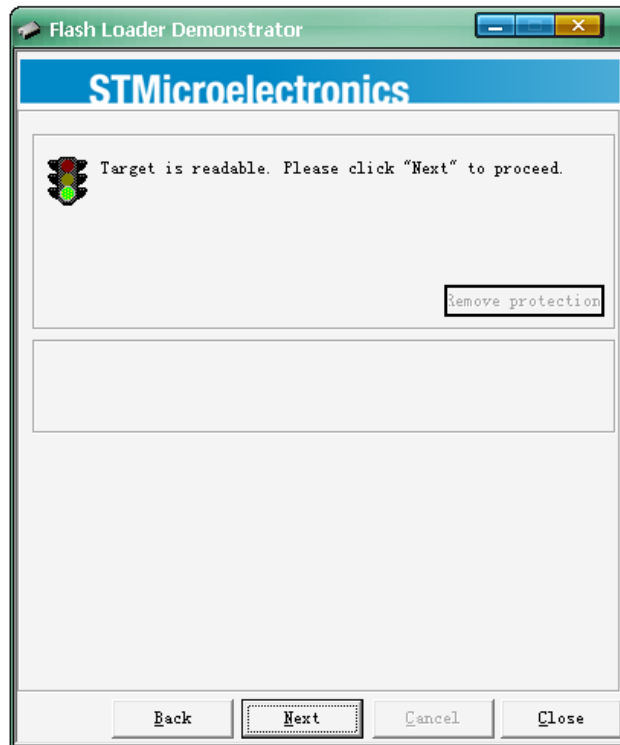 Flash Loader Demonstrator
STMicroelectronics
Target is readable. Please click "Next" to proceed.
Remove protection
Back Next Cancel Close